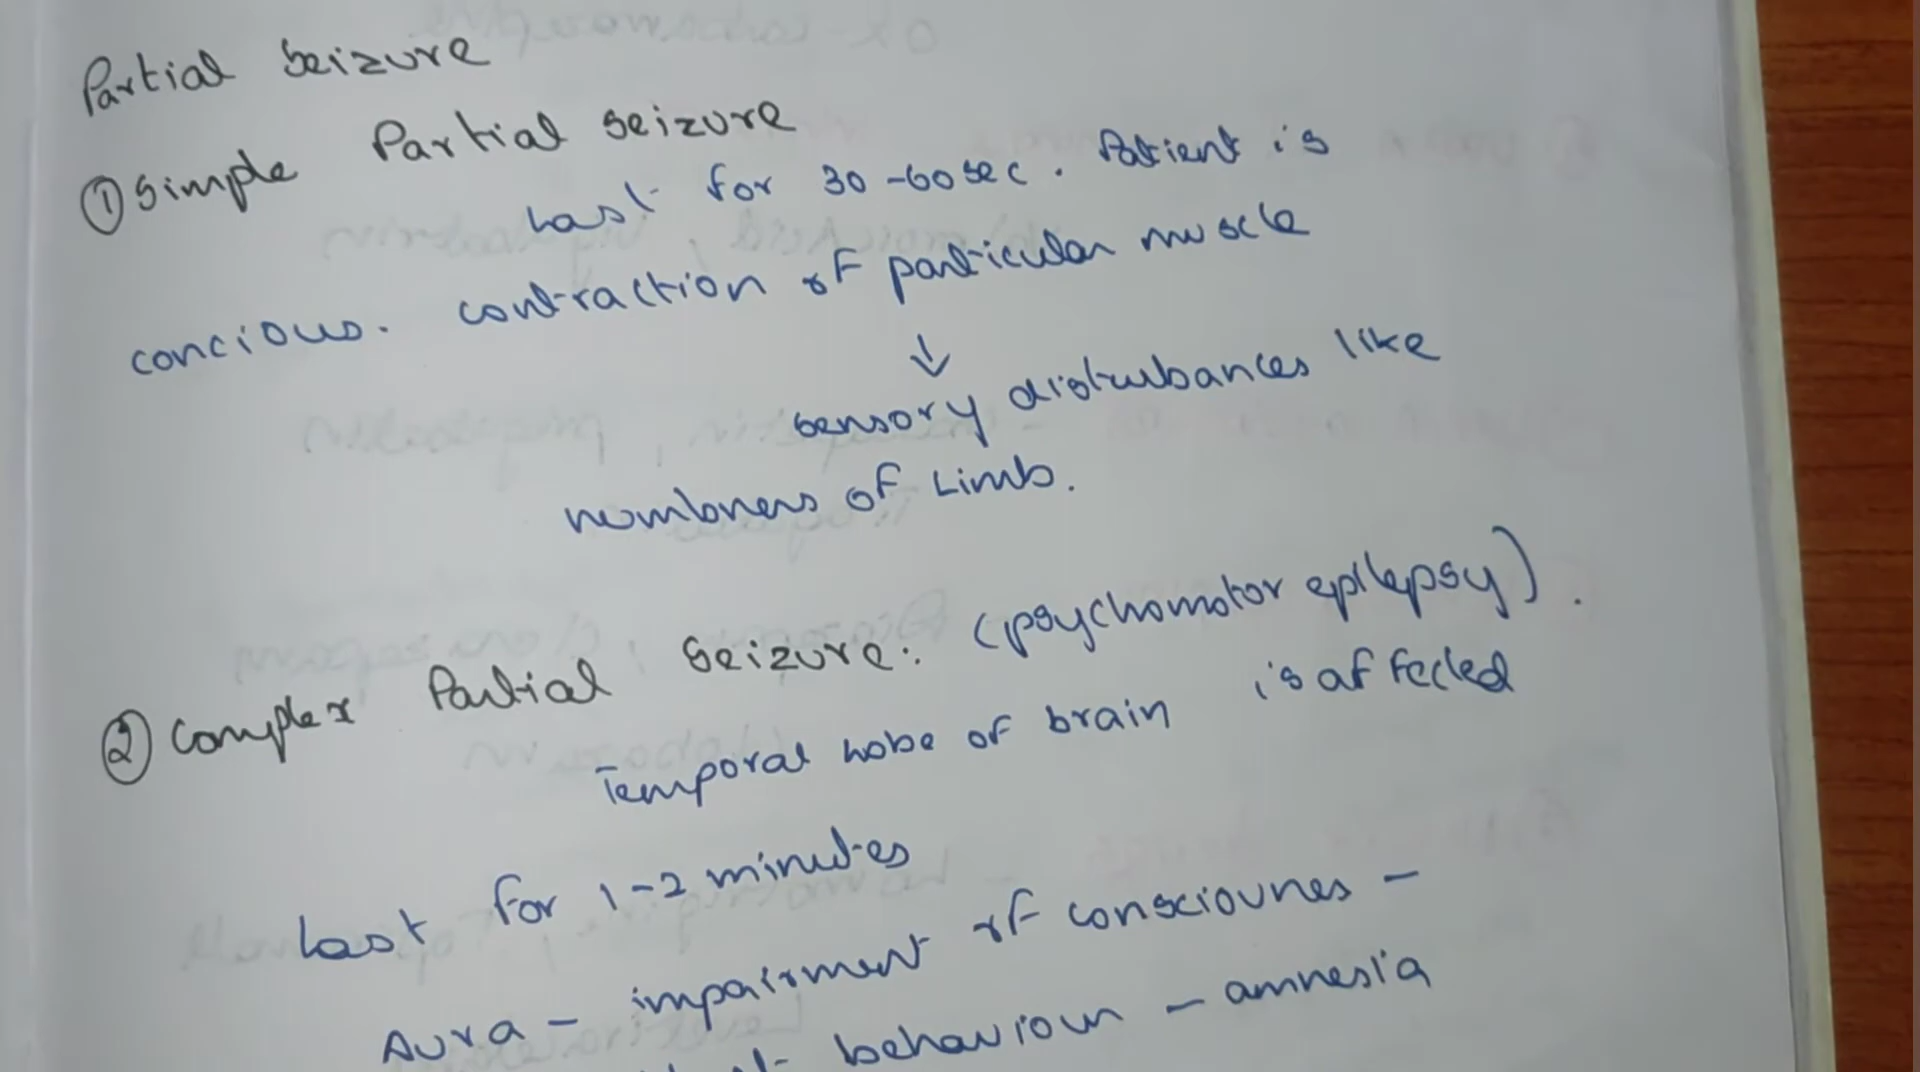 Partial Seizure
① Simple Partial seizure
Last for 30-60 sec. Patient is
concious. contraction of particular muscle
↓
sensory disturbances like
numbness of Limb.
② Complex Partial Seizure: (psychomotor epilepsy).
Temporal Lobe of brain is affected
Last for 1-2 minutes
Aura - impairment of consciounes -
behaviour - amnesia